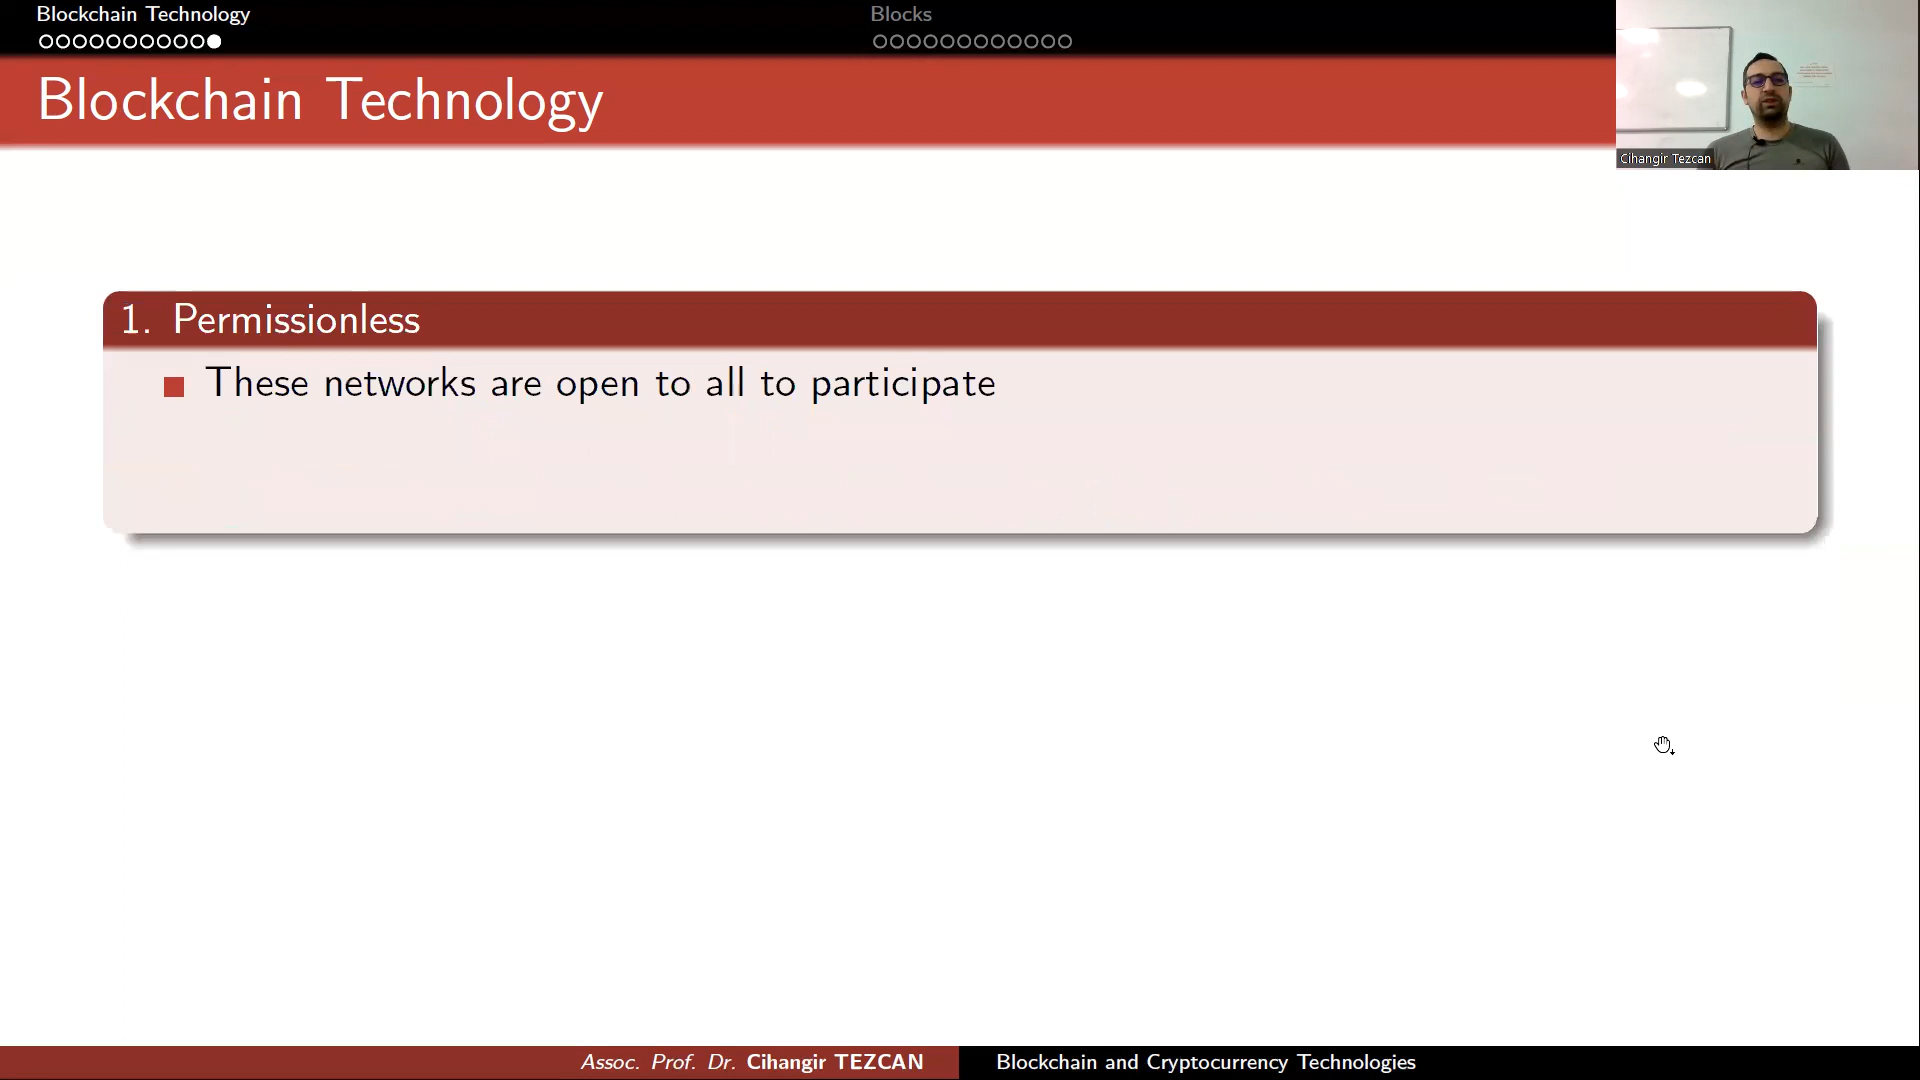 Blockchain Technology
Blocks
Blockchain Technology
Cihangir Tezcan
1. Permissionless
These networks are open to all to participate
Assoc. Prof. Dr. Cihangir TEZCAN
Blockchain and Cryptocurrency Technologies